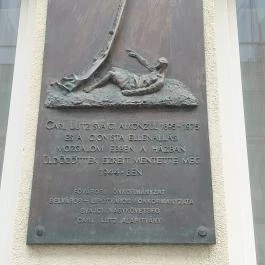 CARL LUTZ SVÁJCI ALKONZUL 1895-1975
ÉS A CIONISTA ELLENÁLLÁSI
MOZGALOM EBBEN A HÁZBAN
ÜLDÖZÖTTEK EZREIT MENTETTE MEG
1944-BEN
FŐVÁROSI ÖNKORMÁNYZAT
BELVÁROS-LIPÓTVÁROS ÖNKORMÁNYZATA
SVÁJCI NAGYKÖVETSÉG
CARL LUTZ ALAPÍTVÁNY